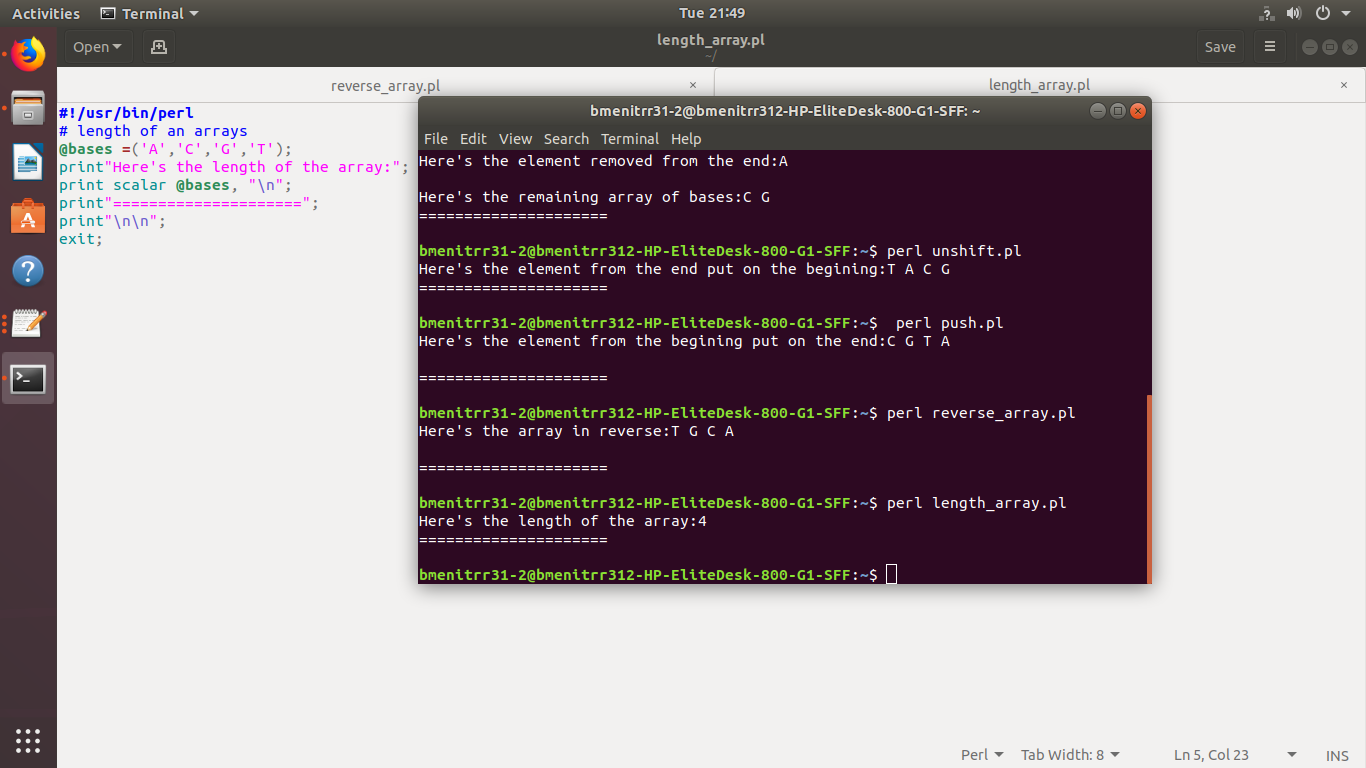 Activities Terminal Tue 21:49
Open length_array.pl Save
~/
reverse_array.pl × length_array.pl ×
#!/usr/bin/perl
# length of an arrays
@bases =('A','C','G','T');
print"Here's the length of the array:";
print scalar @bases, "\n";
print"=====================";
print"\n\n";
exit;
bmenitrr31-2@bmenitrr312-HP-EliteDesk-800-G1-SFF: ~
File Edit View Search Terminal Help
Here's the element removed from the end:A
Here's the remaining array of bases:C G
=====================
bmenitrr31-2@bmenitrr312-HP-EliteDesk-800-G1-SFF:~$ perl unshift.pl
Here's the element from the end put on the begining:T A C G
=====================
bmenitrr31-2@bmenitrr312-HP-EliteDesk-800-G1-SFF:~$  perl push.pl
Here's the element from the begining put on the end:C G T A
=====================
bmenitrr31-2@bmenitrr312-HP-EliteDesk-800-G1-SFF:~$ perl reverse_array.pl
Here's the array in reverse:T G C A
=====================
bmenitrr31-2@bmenitrr312-HP-EliteDesk-800-G1-SFF:~$ perl length_array.pl
Here's the length of the array:4
=====================
bmenitrr31-2@bmenitrr312-HP-EliteDesk-800-G1-SFF:~$
Perl Tab Width: 8 Ln 5, Col 23 INS